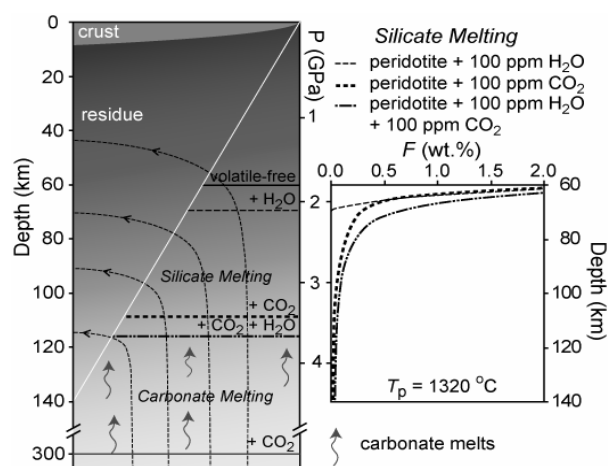 crust
residue
volatile-free
+ H₂O
Silicate Melting
+ CO₂
+ CO₂ + H₂O
Carbonate Melting
+ CO₂
0
20
40
60
80
100
120
140
300
Depth (km)
P (GPa)
1
2
3
4
Silicate Melting
peridotite + 100 ppm H₂O
peridotite + 100 ppm CO₂
peridotite + 100 ppm H₂O
+ 100 ppm CO₂
F (wt.%)
0.0 0.5 1.0 1.5 2.0
60
80
100
120
140
Depth (km)
Tp = 1320 °C
carbonate melts